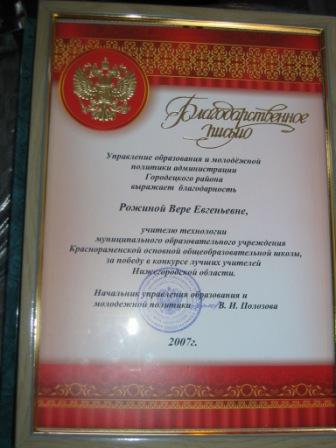 Благодарственное
письмо
Управление образования и молодёжной
политики администрации
Городецкого района
выражает благодарность
Рожиной Вере Евгеньевне,
учителю технологии
муниципального образовательного учреждения
Краснораменской основной общеобразовательной школы,
за победу в конкурсе лучших учителей
Нижегородской области.
Начальник управления образования и
молодежной политики В. И. Полозова
2007г.